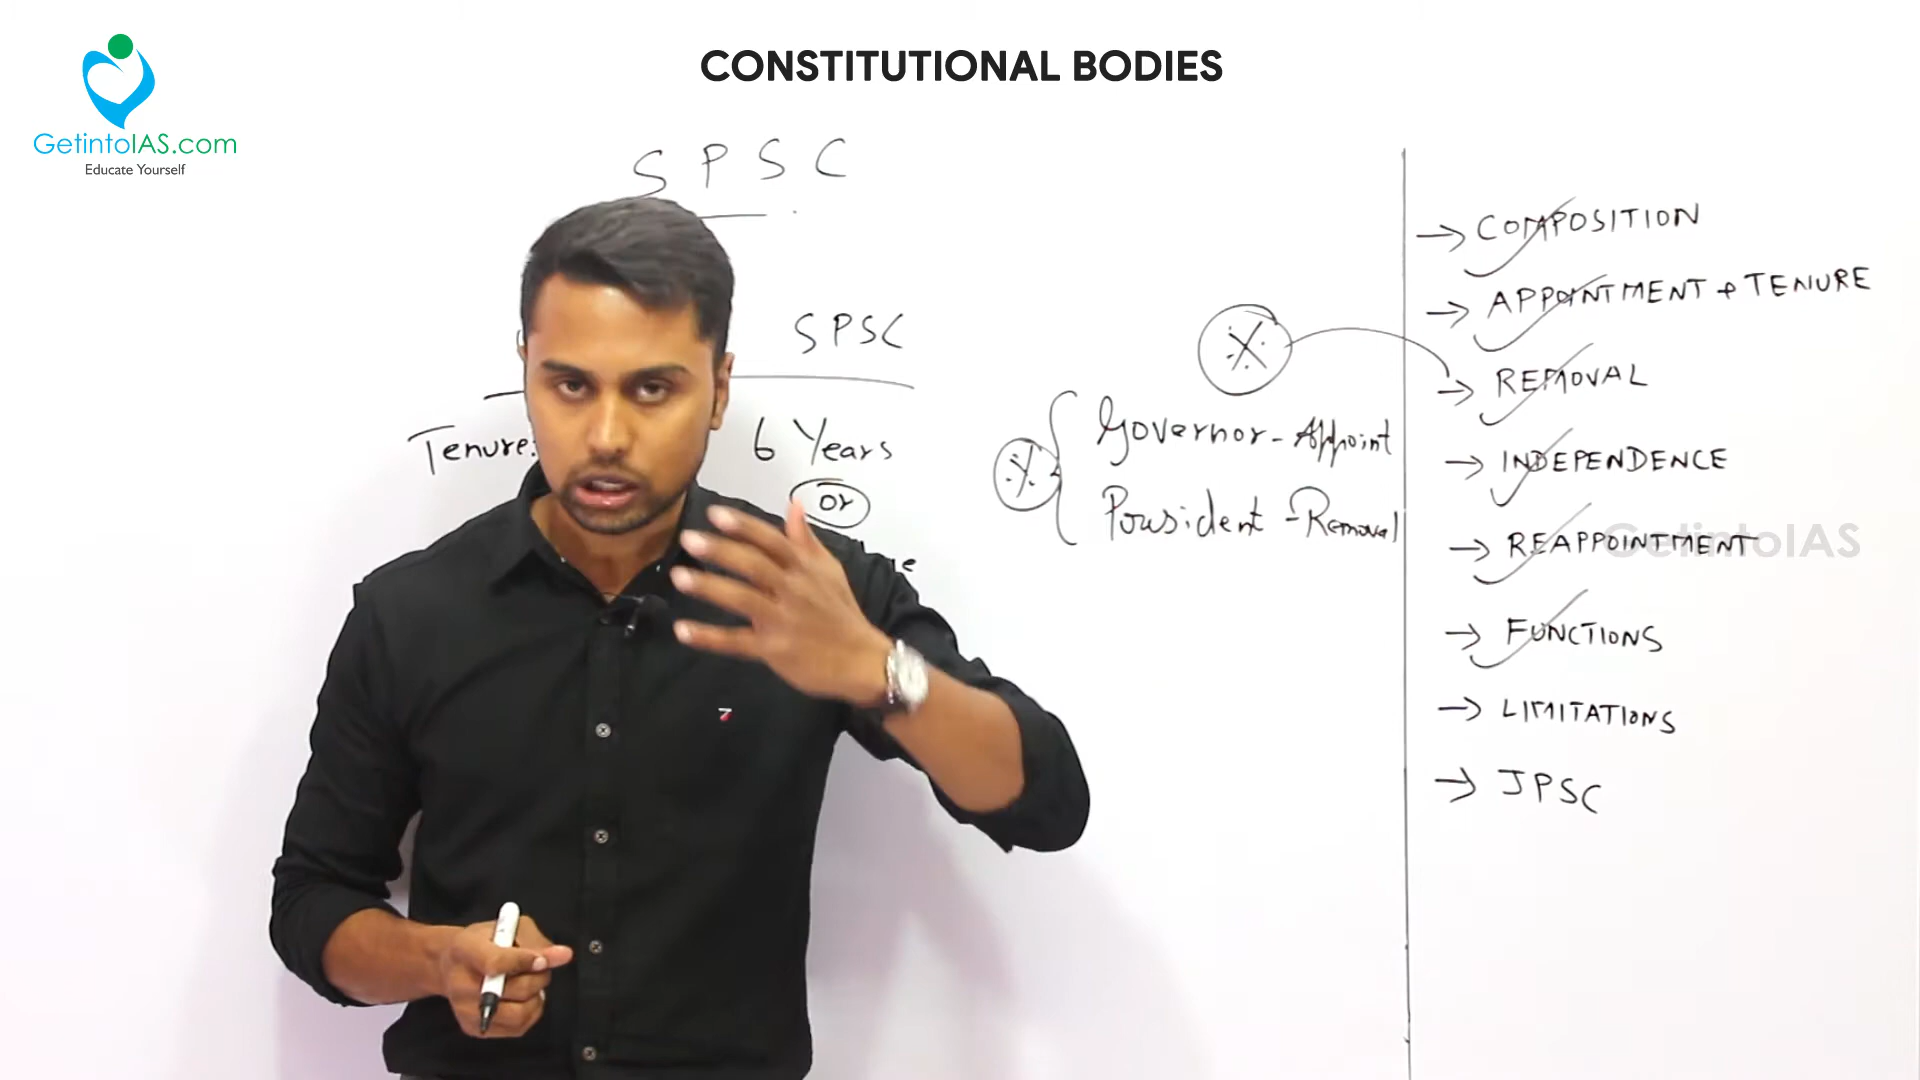 CONSTITUTIONAL BODIES
GetintoIAS.com
Educate Yourself
SPSC
SPSC
Tenure:
6 Years
or
Governor - Appoint
President - Removal
→ COMPOSITION
→ APPOINTMENT + TENURE
→ REMOVAL
→ INDEPENDENCE
→ REAPPOINTMENT
GetintoIAS
→ FUNCTIONS
→ LIMITATIONS
→ JPSC